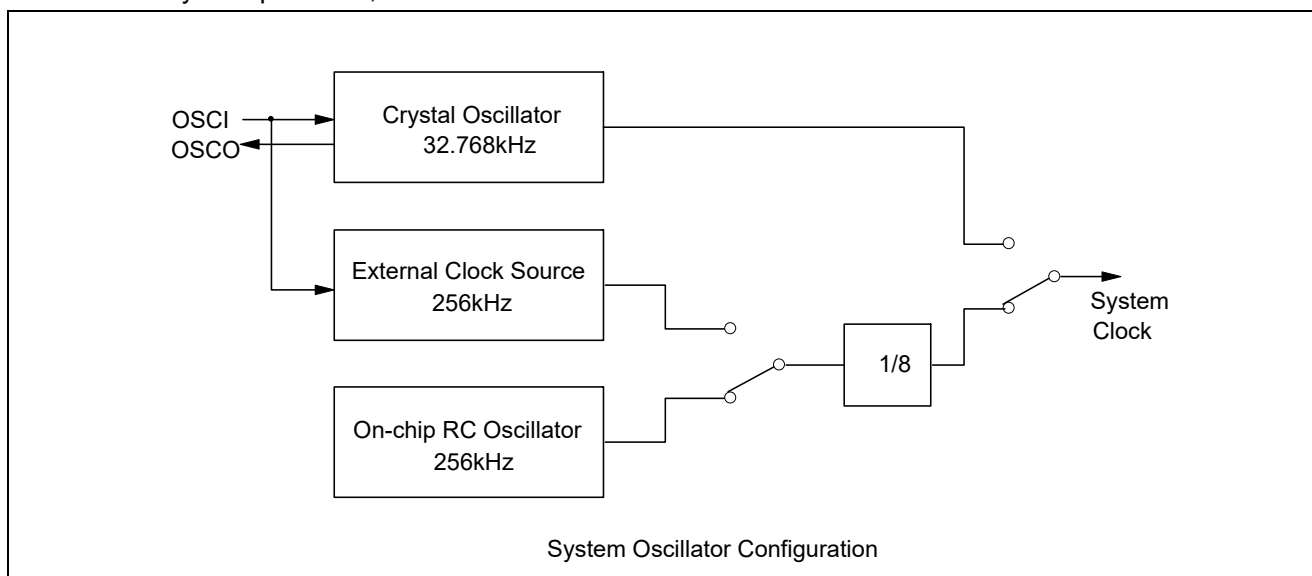 OSCI
OSCO
Crystal Oscillator
32.768kHz
External Clock Source
256kHz
On-chip RC Oscillator
256kHz
1/8
System
Clock
System Oscillator Configuration